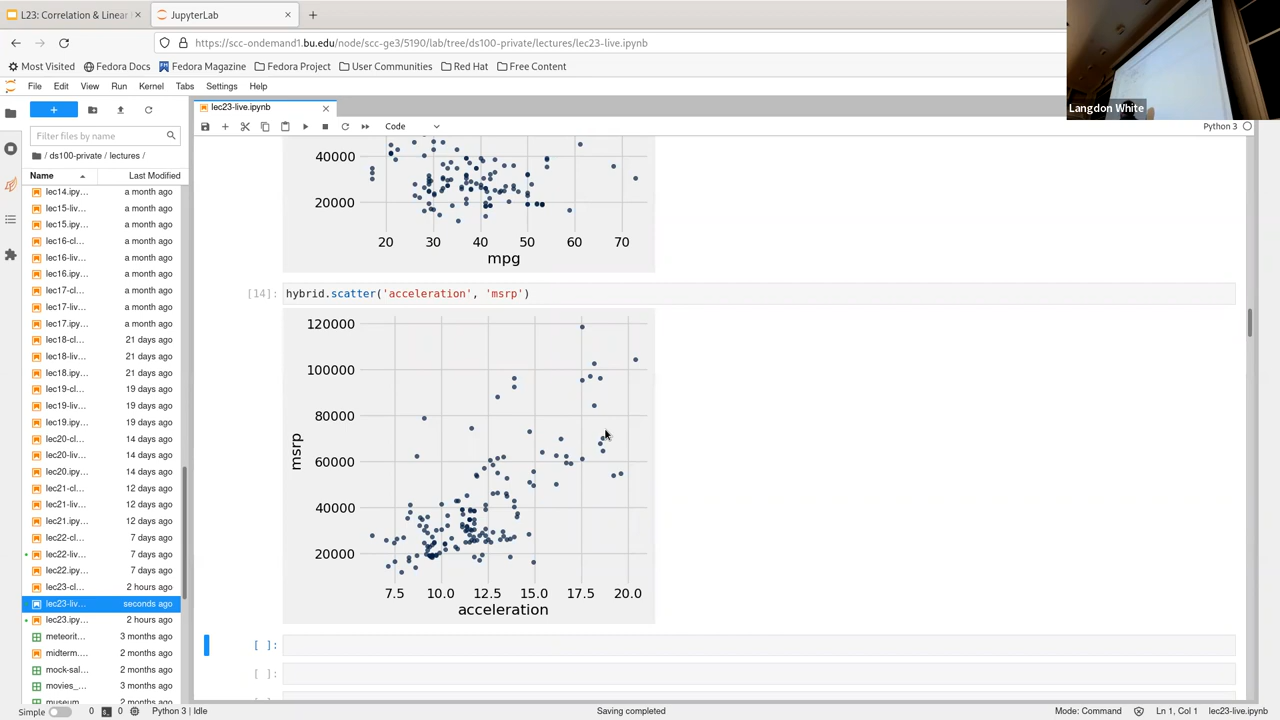 L23: Correlation & Linear
JupyterLab
https://scc-ondemand1.bu.edu/node/scc-ge3/5190/lab/tree/ds100-private/lectures/lec23-live.ipynb
Most Visited
Fedora Docs
Fedora Magazine
Fedora Project
User Communities
Red Hat
Free Content
Langdon White
File Edit View Run Kernel Tabs Settings Help
lec23-live.ipynb
Filter files by name
Code
Python 3
/ ds100-private / lectures /
Name Last Modified
lec14.ipy... a month ago
lec15-liv... a month ago
lec15.ipy... a month ago
lec16-cl... a month ago
lec16-liv... a month ago
lec16.ipy... a month ago
lec17-cl... a month ago
lec17-liv... a month ago
lec17.ipy... a month ago
lec18-cl... 21 days ago
lec18-liv... 21 days ago
lec18.ipy... 21 days ago
lec19-cl... 19 days ago
lec19-liv... 19 days ago
lec19.ipy... 19 days ago
lec20-cl... 14 days ago
lec20-liv... 14 days ago
lec20.ipy... 14 days ago
lec21-cl... 12 days ago
lec21-liv... 12 days ago
lec21.ipy... 12 days ago
lec22-cl... 7 days ago
lec22-liv... 7 days ago
lec22.ipy... 7 days ago
lec23-cl... 2 hours ago
lec23-liv... seconds ago
lec23.ipy... 2 hours ago
meteorit... 3 months ago
midterm.... 2 months ago
mock-sal... 2 months ago
movies_... 3 months ago
museum... 2 months ago
40000
20000
20 30 40 50 60 70
mpg
[14]: hybrid.scatter('acceleration', 'msrp')
120000
100000
80000
60000
40000
20000
msrp
7.5 10.0 12.5 15.0 17.5 20.0
acceleration
[ ]:
[ ]:
Simple 0 0 Python 3 | Idle Saving completed Mode: Command Ln 1, Col 1 lec23-live.ipynb